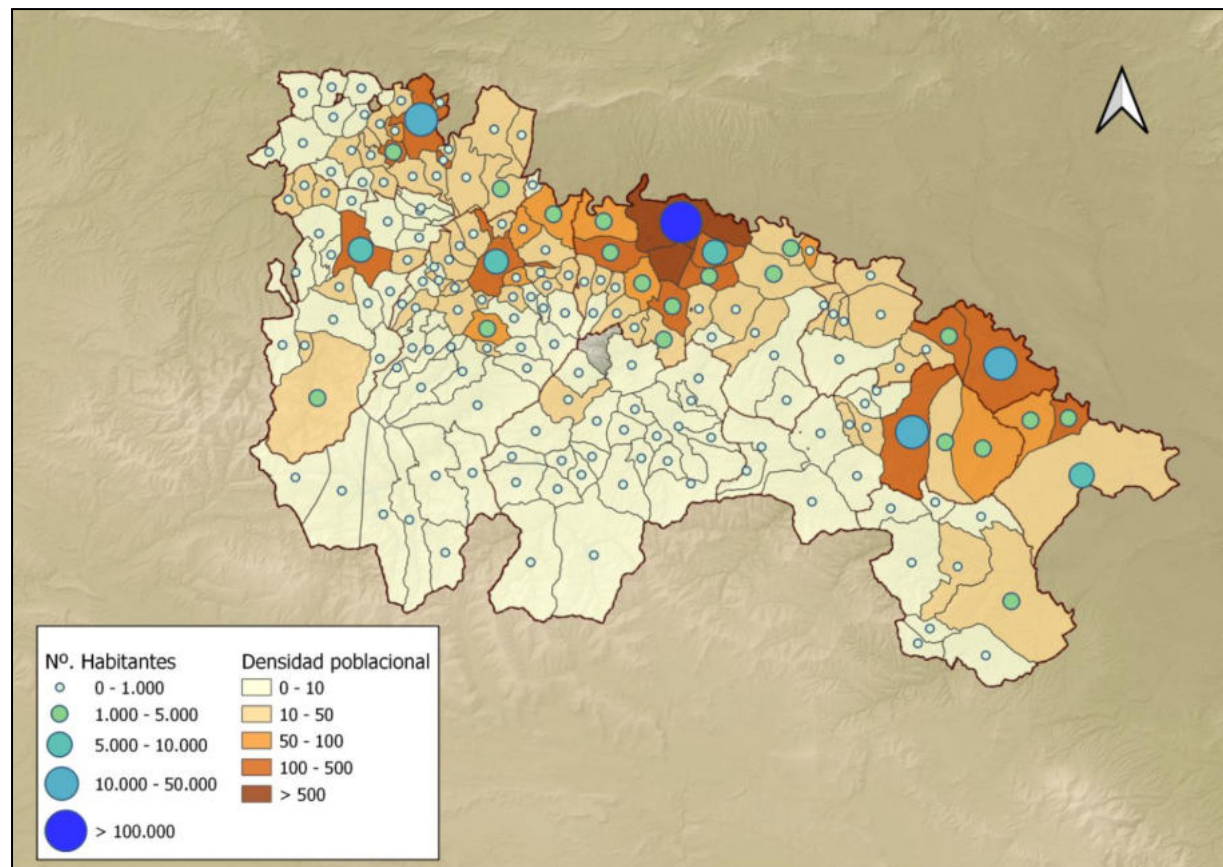 Nº. Habitantes
0 - 1.000
1.000 - 5.000
5.000 - 10.000
10.000 - 50.000
> 100.000
Densidad poblacional
0 - 10
10 - 50
50 - 100
100 - 500
> 500